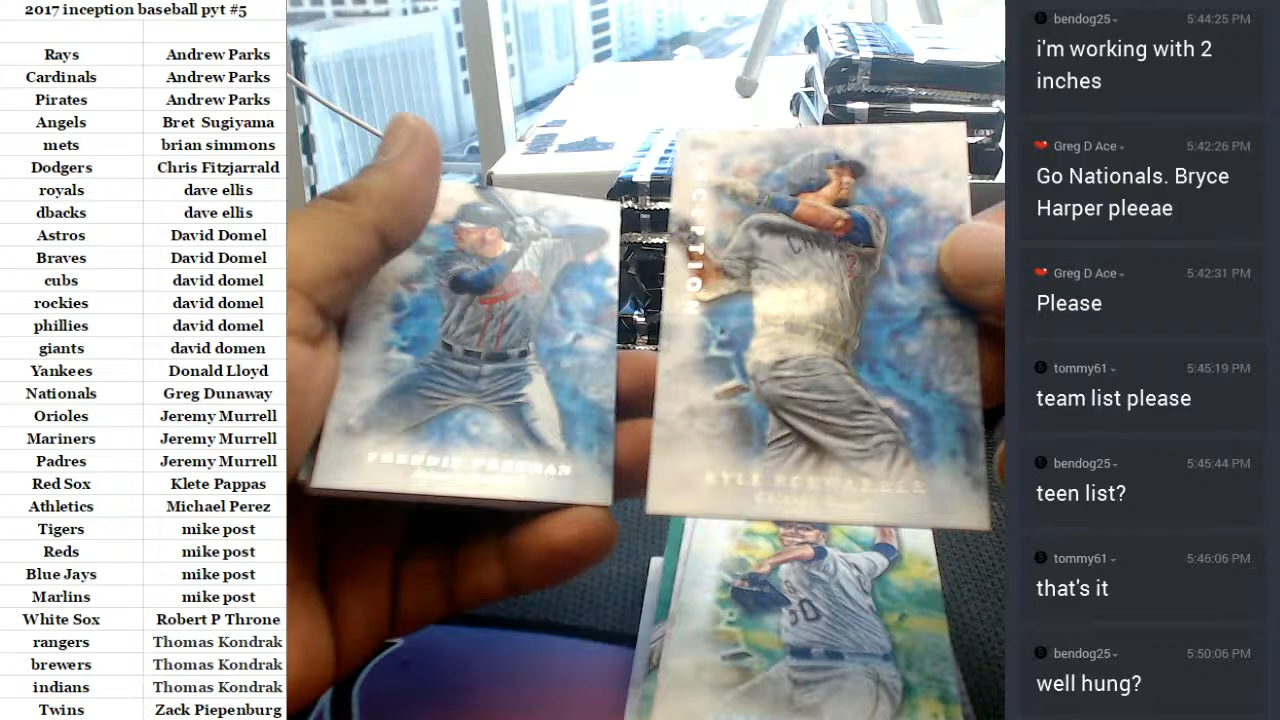 2017 inception baseball pyt #5
Rays Andrew Parks
Cardinals Andrew Parks
Pirates Andrew Parks
Angels Bret Sugiyama
mets brian simmons
Dodgers Chris Fitzjarrald
royals dave ellis
dbacks dave ellis
Astros David Domel
Braves David Domel
cubs david domel
rockies david domel
phillies david domel
giants david domen
Yankees Donald Lloyd
Nationals Greg Dunaway
Orioles Jeremy Murrell
Mariners Jeremy Murrell
Padres Jeremy Murrell
Red Sox Klete Pappas
Athletics Michael Perez
Tigers mike post
Reds mike post
Blue Jays mike post
Marlins mike post
White Sox Robert P Throne
rangers Thomas Kondrak
brewers Thomas Kondrak
indians Thomas Kondrak
Twins Zack Piepenburg
FREDDIE FREEMAN
INCEPTION
KYLE SCHWARBER
50
bendog25 5:44:25 PM
i'm working with 2
inches
Greg D Ace 5:42:26 PM
Go Nationals. Bryce
Harper pleeae
Greg D Ace 5:42:31 PM
Please
tommy61 5:45:19 PM
team list please
bendog25 5:45:44 PM
teen list?
tommy61 5:46:06 PM
that's it
bendog25 5:50:06 PM
well hung?